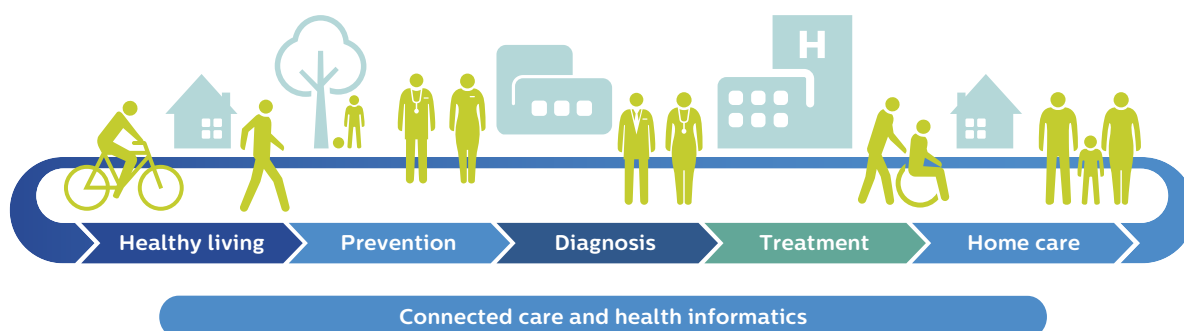 H
Healthy living
Prevention
Diagnosis
Treatment
Home care
Connected care and health informatics